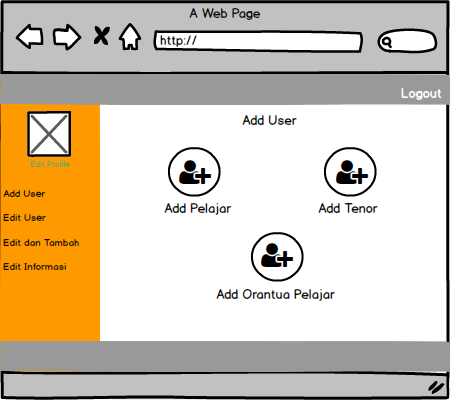 A Web Page
http://
Logout
Edit Profile
Add User
Edit User
Edit dan Tambah
Edit Informasi
Add User
Add Pelajar
Add Tenor
Add Orantua Pelajar